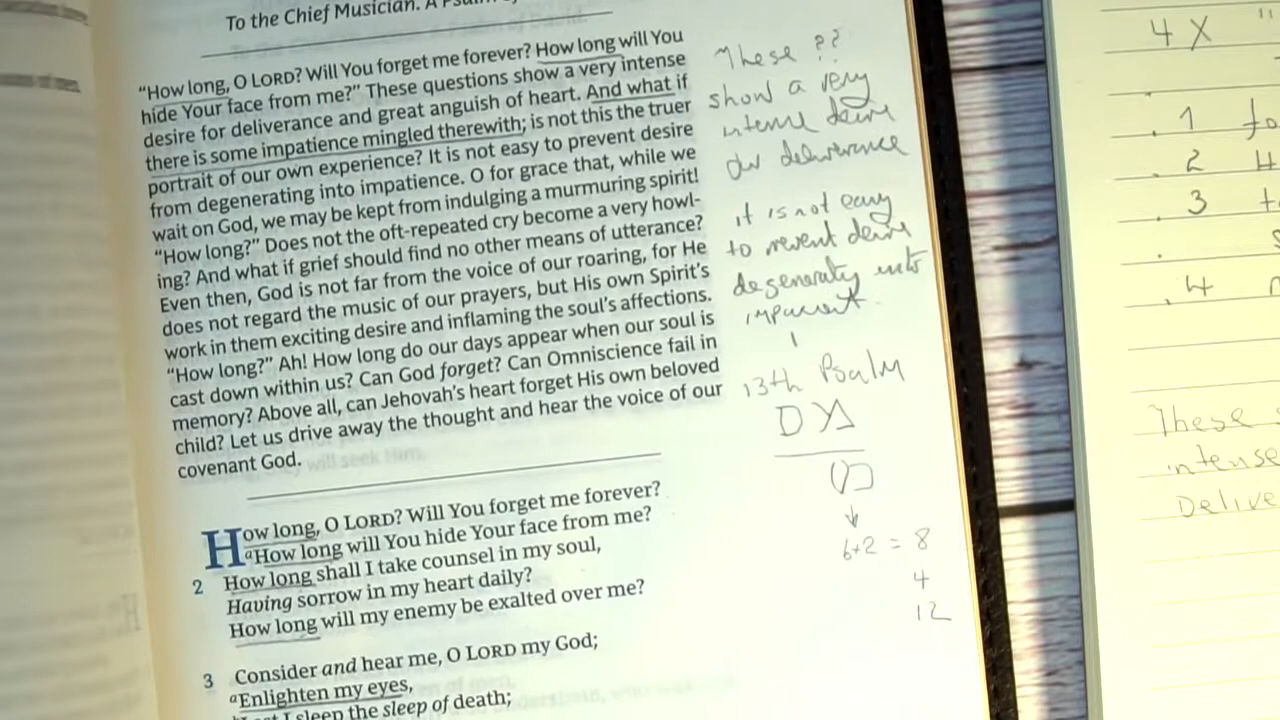 To the Chief Musician. A Psalm
“How long, O LORD? Will You forget me forever? How long will You
hide Your face from me?” These questions show a very intense
desire for deliverance and great anguish of heart. And what if
there is some impatience mingled therewith; is not this the truer
portrait of our own experience? It is not easy to prevent desire
from degenerating into impatience. O for grace that, while we
wait on God, we may be kept from indulging a murmuring spirit!
“How long?” Does not the oft-repeated cry become a very howl-
ing? And what if grief should find no other means of utterance?
Even then, God is not far from the voice of our roaring, for He
does not regard the music of our prayers, but His own Spirit’s
work in them exciting desire and inflaming the soul’s affections.
“How long?” Ah! How long do our days appear when our soul is
cast down within us? Can God forget? Can Omniscience fail in
memory? Above all, can Jehovah’s heart forget His own beloved
child? Let us drive away the thought and hear the voice of our
covenant God.
How long, O LORD? Will You forget me forever?
aHow long will You hide Your face from me?
2 How long shall I take counsel in my soul,
Having sorrow in my heart daily?
How long will my enemy be exalted over me?
3 Consider and hear me, O LORD my God;
aEnlighten my eyes,
I sleep the sleep of death;
These ??
show a very
intense desire
deliverance
it is not easy
to desire
into
13th Psalm
6+2 = 8
4
12
4 X "
1
2 H
3
4
These
intense
Delive